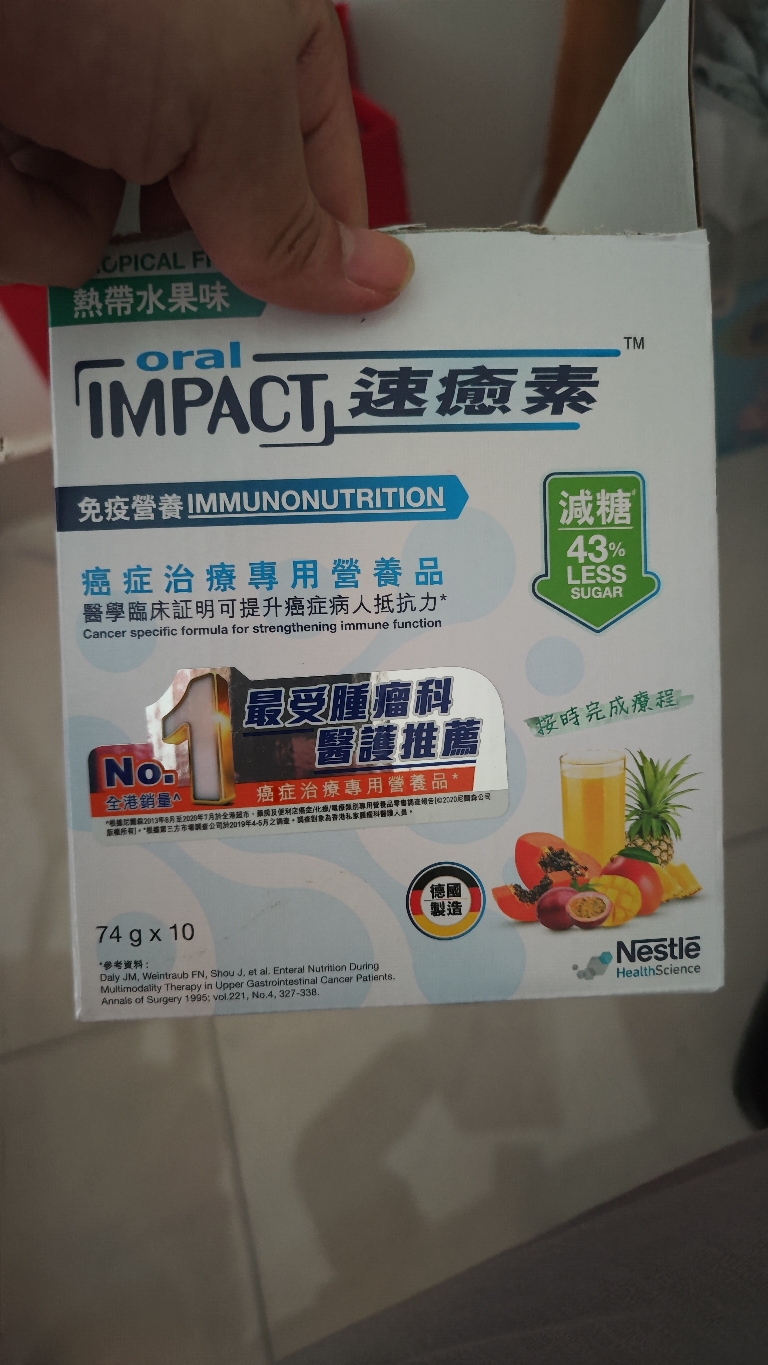 OPICAL F
熱帶水果味
oral
IMPACT 速癒素 ™
免疫營養 IMMUNONUTRITION
減糖#
43%
LESS
SUGAR
癌症治療專用營養品
醫學臨床証明可提升癌症病人抵抗力*
Cancer specific formula for strengthening immune function
按時完成療程
No.1
全港銷量^
最受腫瘤科
醫護推薦
癌症治療專用營養品*
德國
製造
74 g x 10
Nestlé
HealthScience
*參考資料：
Daly JM, Weintraub FN, Shou J, et al. Enteral Nutrition During
Multimodality Therapy in Upper Gastrointestinal Cancer Patients.
Annals of Surgery 1995; vol.221, No.4, 327-338.